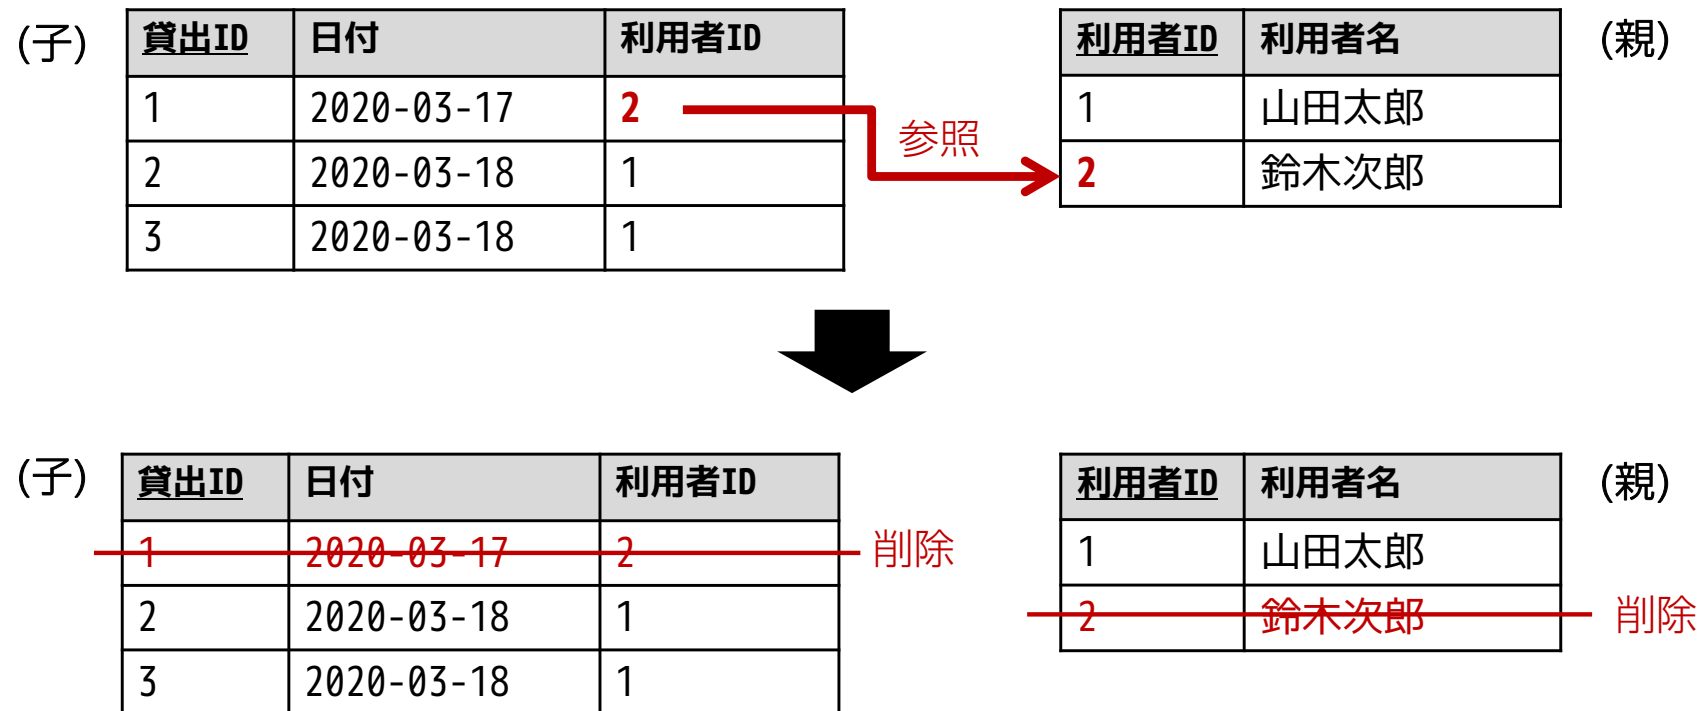 (子) 貸出ID 日付 利用者ID 利用者ID 利用者名 (親)
1 2020-03-17 2 参照 1 山田太郎
2 2020-03-18 1 2 鈴木次郎
3 2020-03-18 1
(子) 貸出ID 日付 利用者ID 利用者ID 利用者名 (親)
1 2020-03-17 2 削除 1 山田太郎
2 2020-03-18 1 2 鈴木次郎 削除
3 2020-03-18 1